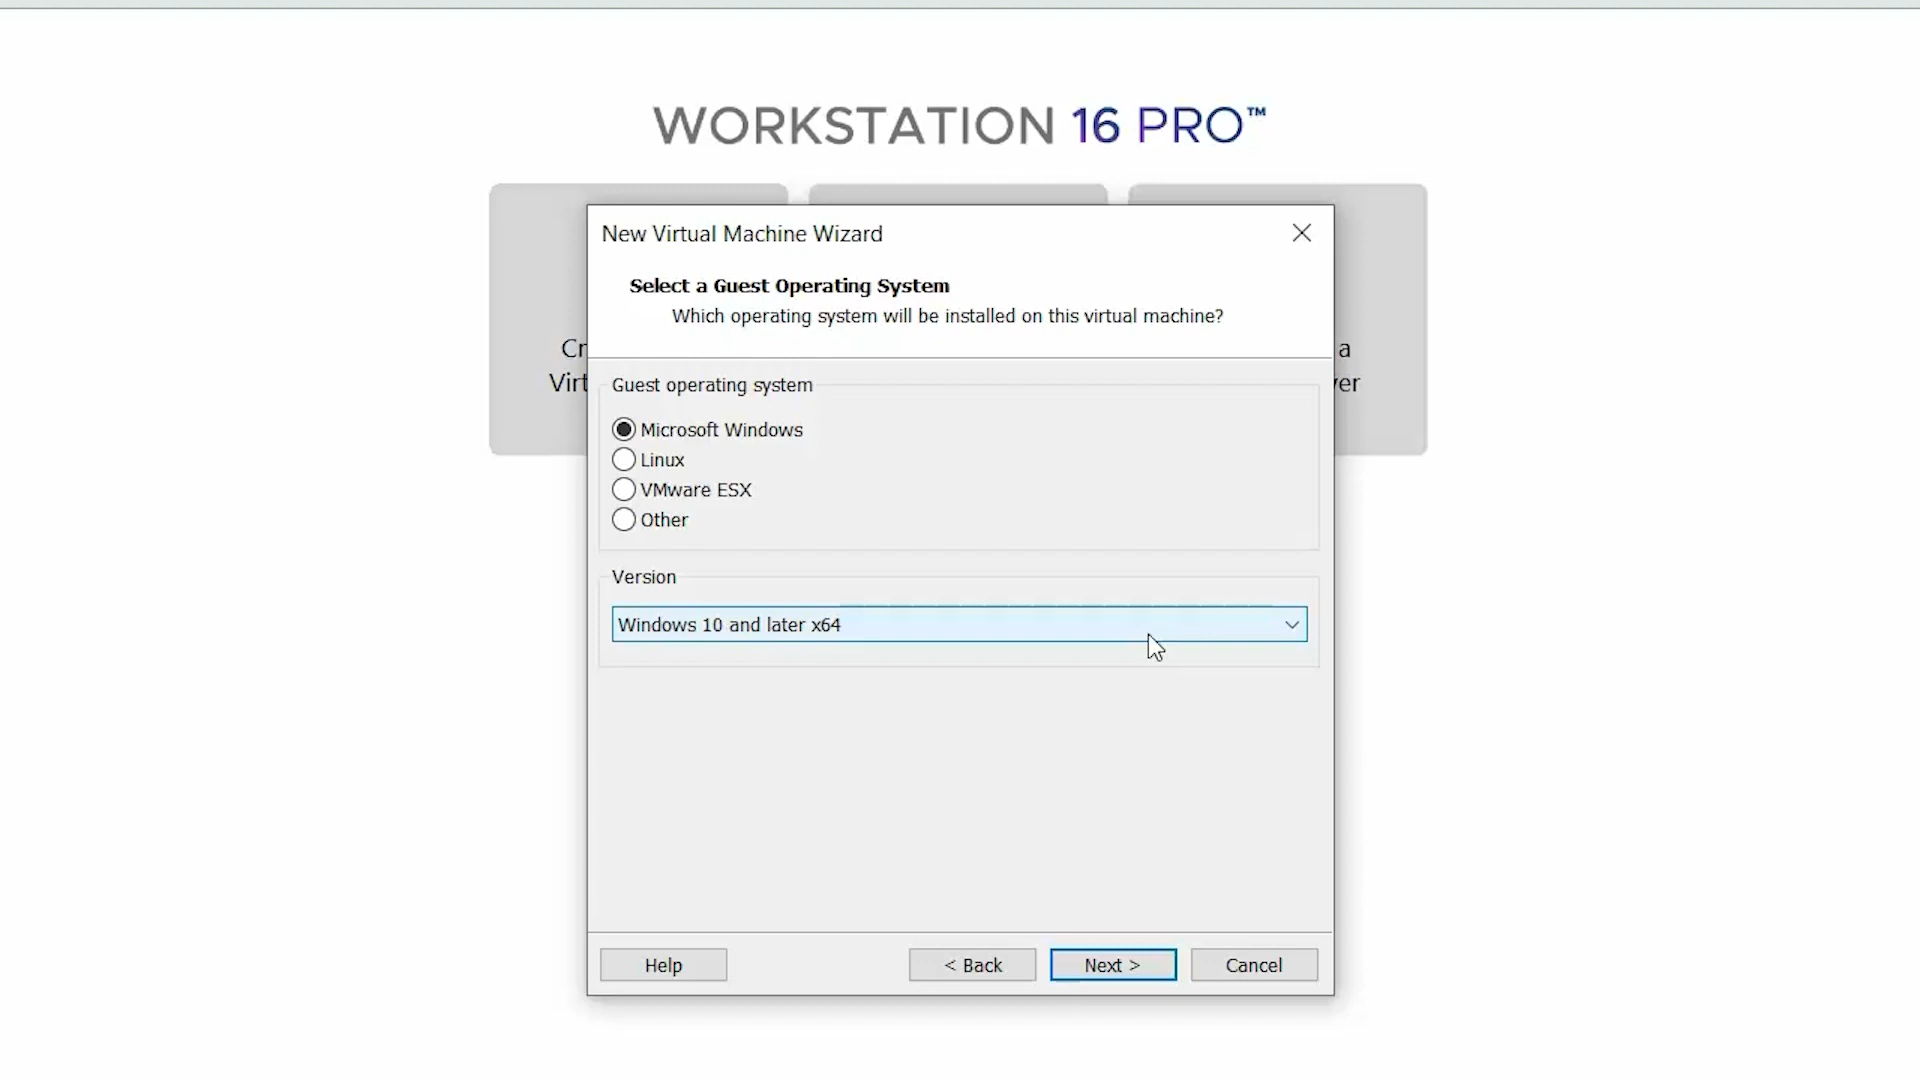 WORKSTATION 16 PRO™
New Virtual Machine Wizard
Select a Guest Operating System
Which operating system will be installed on this virtual machine?
Cr
a
Virt
ver
Guest operating system
Microsoft Windows
Linux
VMware ESX
Other
Version
Windows 10 and later x64
Help
< Back
Next >
Cancel